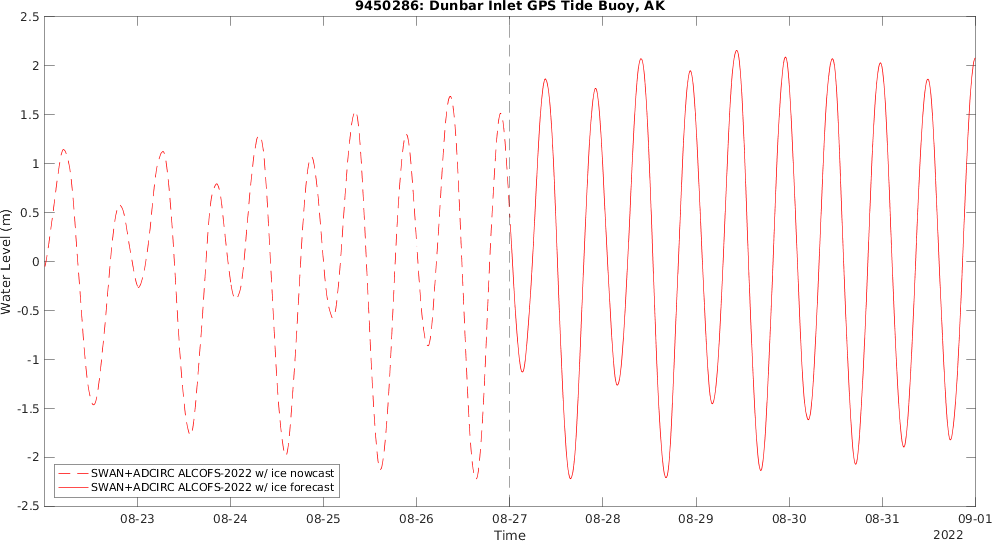 9450286: Dunbar Inlet GPS Tide Buoy, AK
Water Level (m)
2.5
2
1.5
1
0.5
0
-0.5
-1
-1.5
-2
-2.5
SWAN+ADCIRC ALCOFS-2022 w/ ice nowcast
SWAN+ADCIRC ALCOFS-2022 w/ ice forecast
08-23 08-24 08-25 08-26 08-27 08-28 08-29 08-30 08-31 09-01
Time
2022